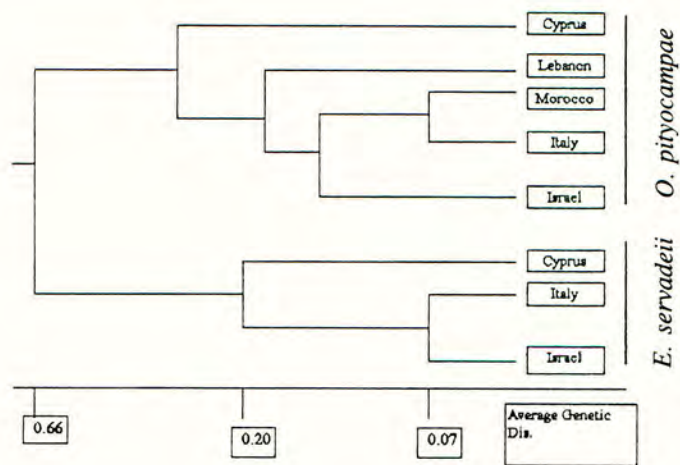 Cyprus
Lebanon
Morocco
Italy
Israel
O. pityocampae
Cyprus
Italy
Israel
E. servadeii
0.66
0.20
0.07
Average Genetic
Dis.